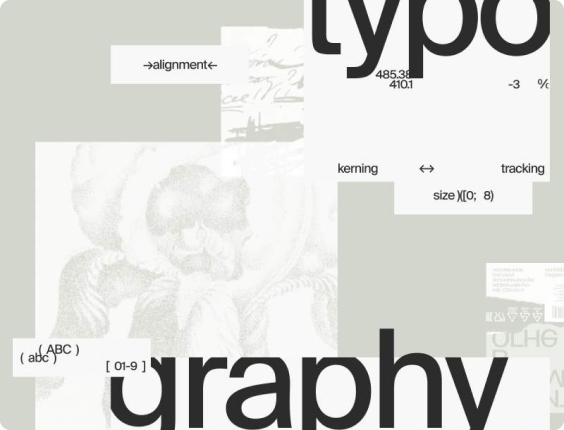 typo
→alignment←
485.38
410.1
-3 %
kerning ↔ tracking
size )([0; 8)
( ABC )
( abc )
[ 01-9 ]
graphy